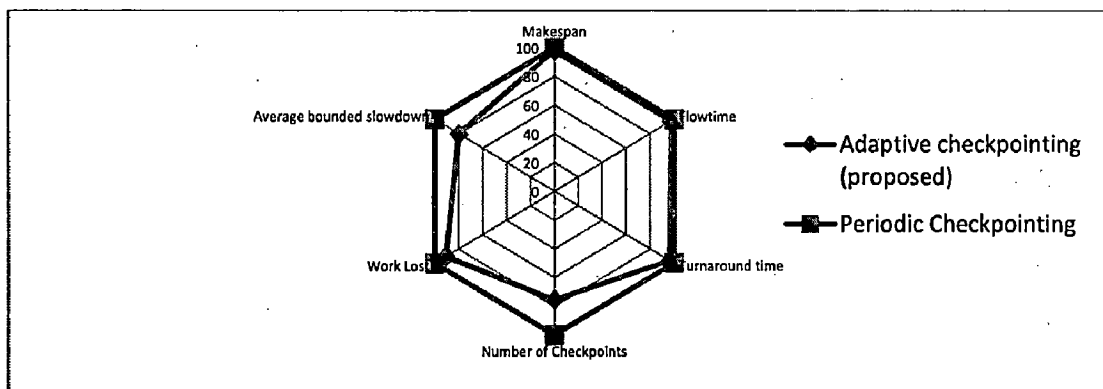 Makespan
100
80
60
40
20
0
Average bounded slowdown
lowtime
Work Los
urnaround time
Number of Checkpoints
Adaptive checkpointing
(proposed)
Periodic Checkpointing